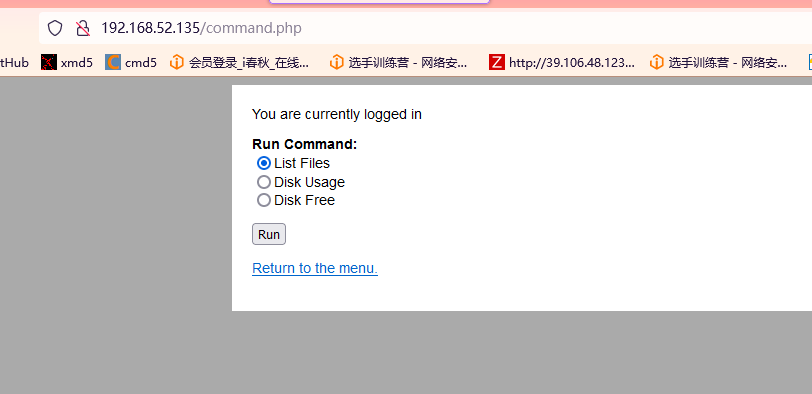 192.168.52.135/command.php
tHub xmd5 cmd5 会员登录_i春秋_在线... 选手训练营 - 网络安... http://39.106.48.123... 选手训练营 - 网络安...
You are currently logged in
Run Command:
List Files
Disk Usage
Disk Free
Run
Return to the menu.